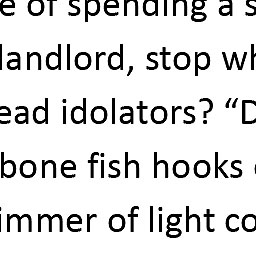 e of spending a s
landlord, stop wh
ead idolators? “D
bone fish hooks
immer of light co